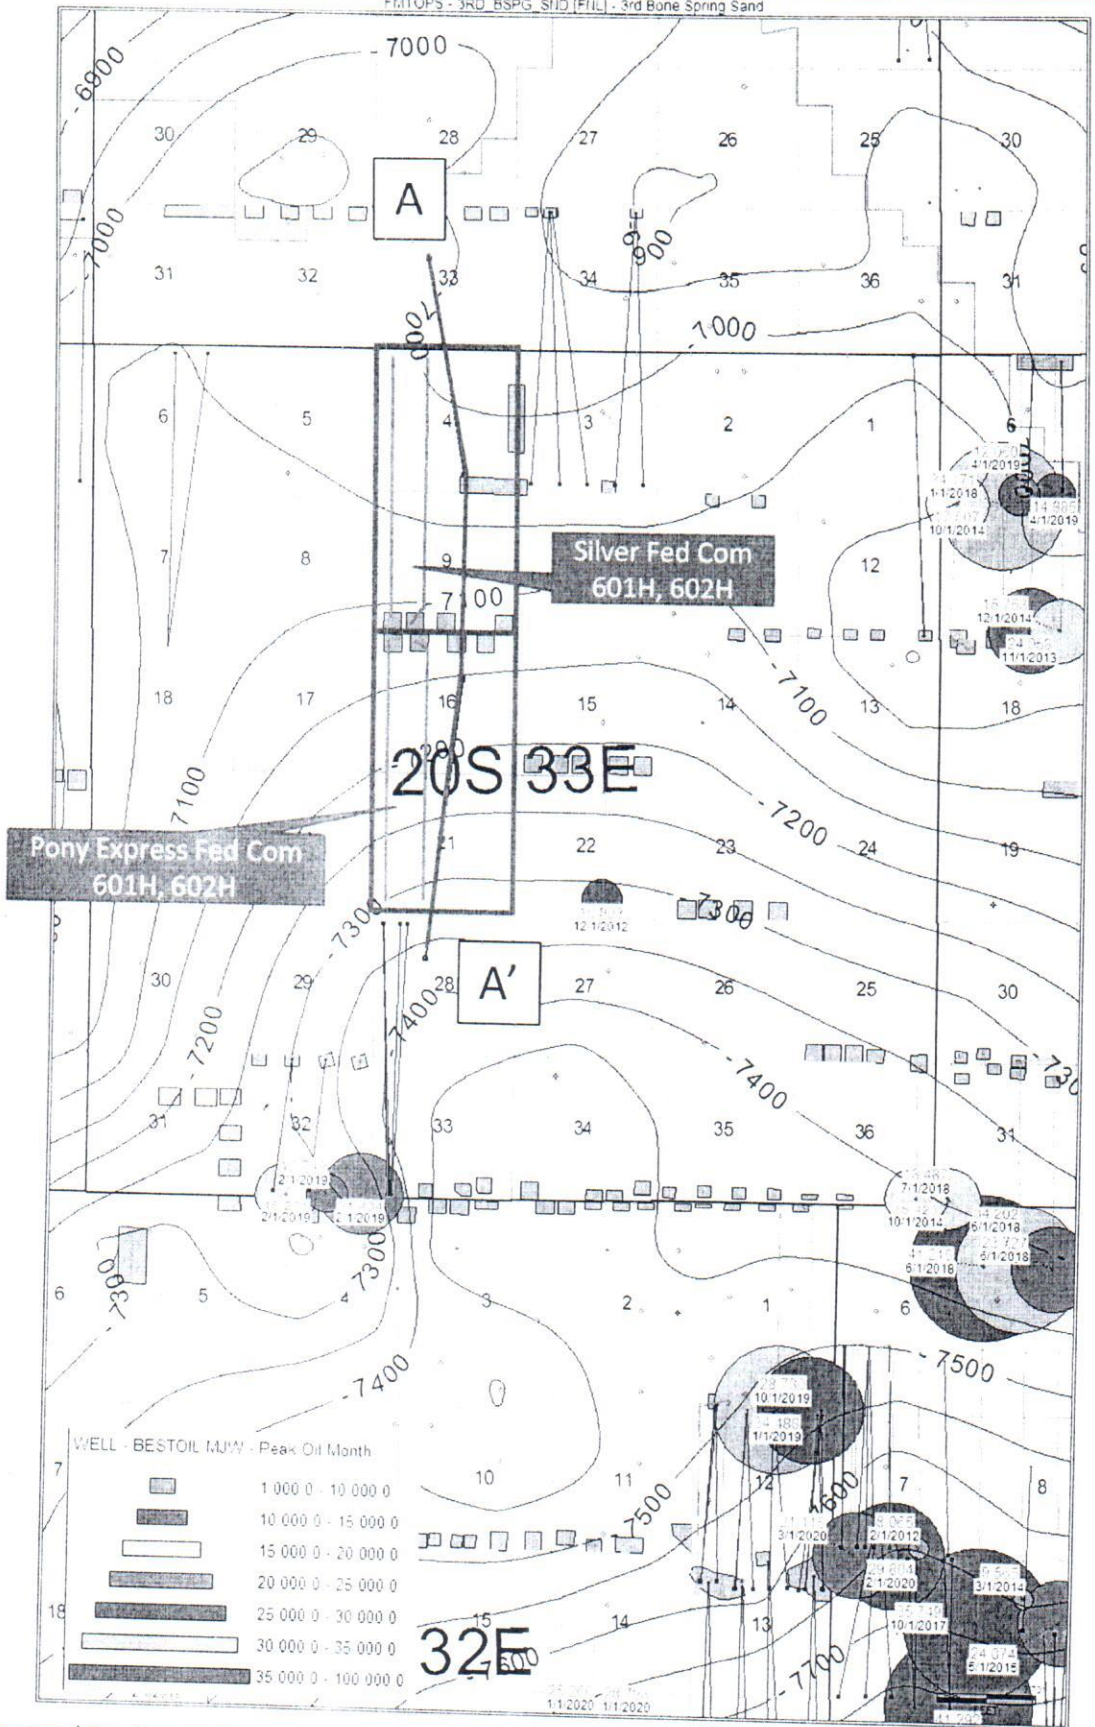 FMTOPS - 3RD_BSPG_SND [FNL] - 3rd Bone Spring Sand
- 6900
- 7000
30 29 28 27 26 25 30
A
- 7000
- 6900
31 32 33 34 35 36 31
- 7000
- 7000
6 5 4 3 2 1 6
4/1/2019
1/1/2018
10/1/2014
4/1/2019
7 8 9 12
Silver Fed Com
601H, 602H
12/1/2014
11/1/2013
18 17 16 15 14 13 18
- 7100
20S 33E
- 7100
- 7200
Pony Express Fed Com
601H, 602H
21 22 23 24 19
- 7300
12/1/2012
- 7300
30 29 28 27 26 25 30
A'
- 7400
- 7200
- 7400
31 32 33 34 35 36 31
2/1/2019
2/1/2019
2/1/2019
7/1/2018
10/1/2014
6/1/2018
6/1/2018
6/1/2018
- 7300
- 7300
6 5 4 3 2 1 6
- 7400
- 7500
10/1/2019
1/1/2019
WELL - BESTOIL MJW - Peak Oil Month
7 10 11 12 7 8
1 000 0 - 10 000 0
10 000 0 - 15 000 0
15 000 0 - 20 000 0
20 000 0 - 25 000 0
25 000 0 - 30 000 0
30 000 0 - 35 000 0
35 000 0 - 100 000 0
- 7500
- 7600
3/1/2020
2/1/2012
2/1/2020
3/1/2014
10/1/2017
24 074
5/1/2015
18 15 14 13
32E
- 7600
- 7700
1/1/2020 1/1/2020